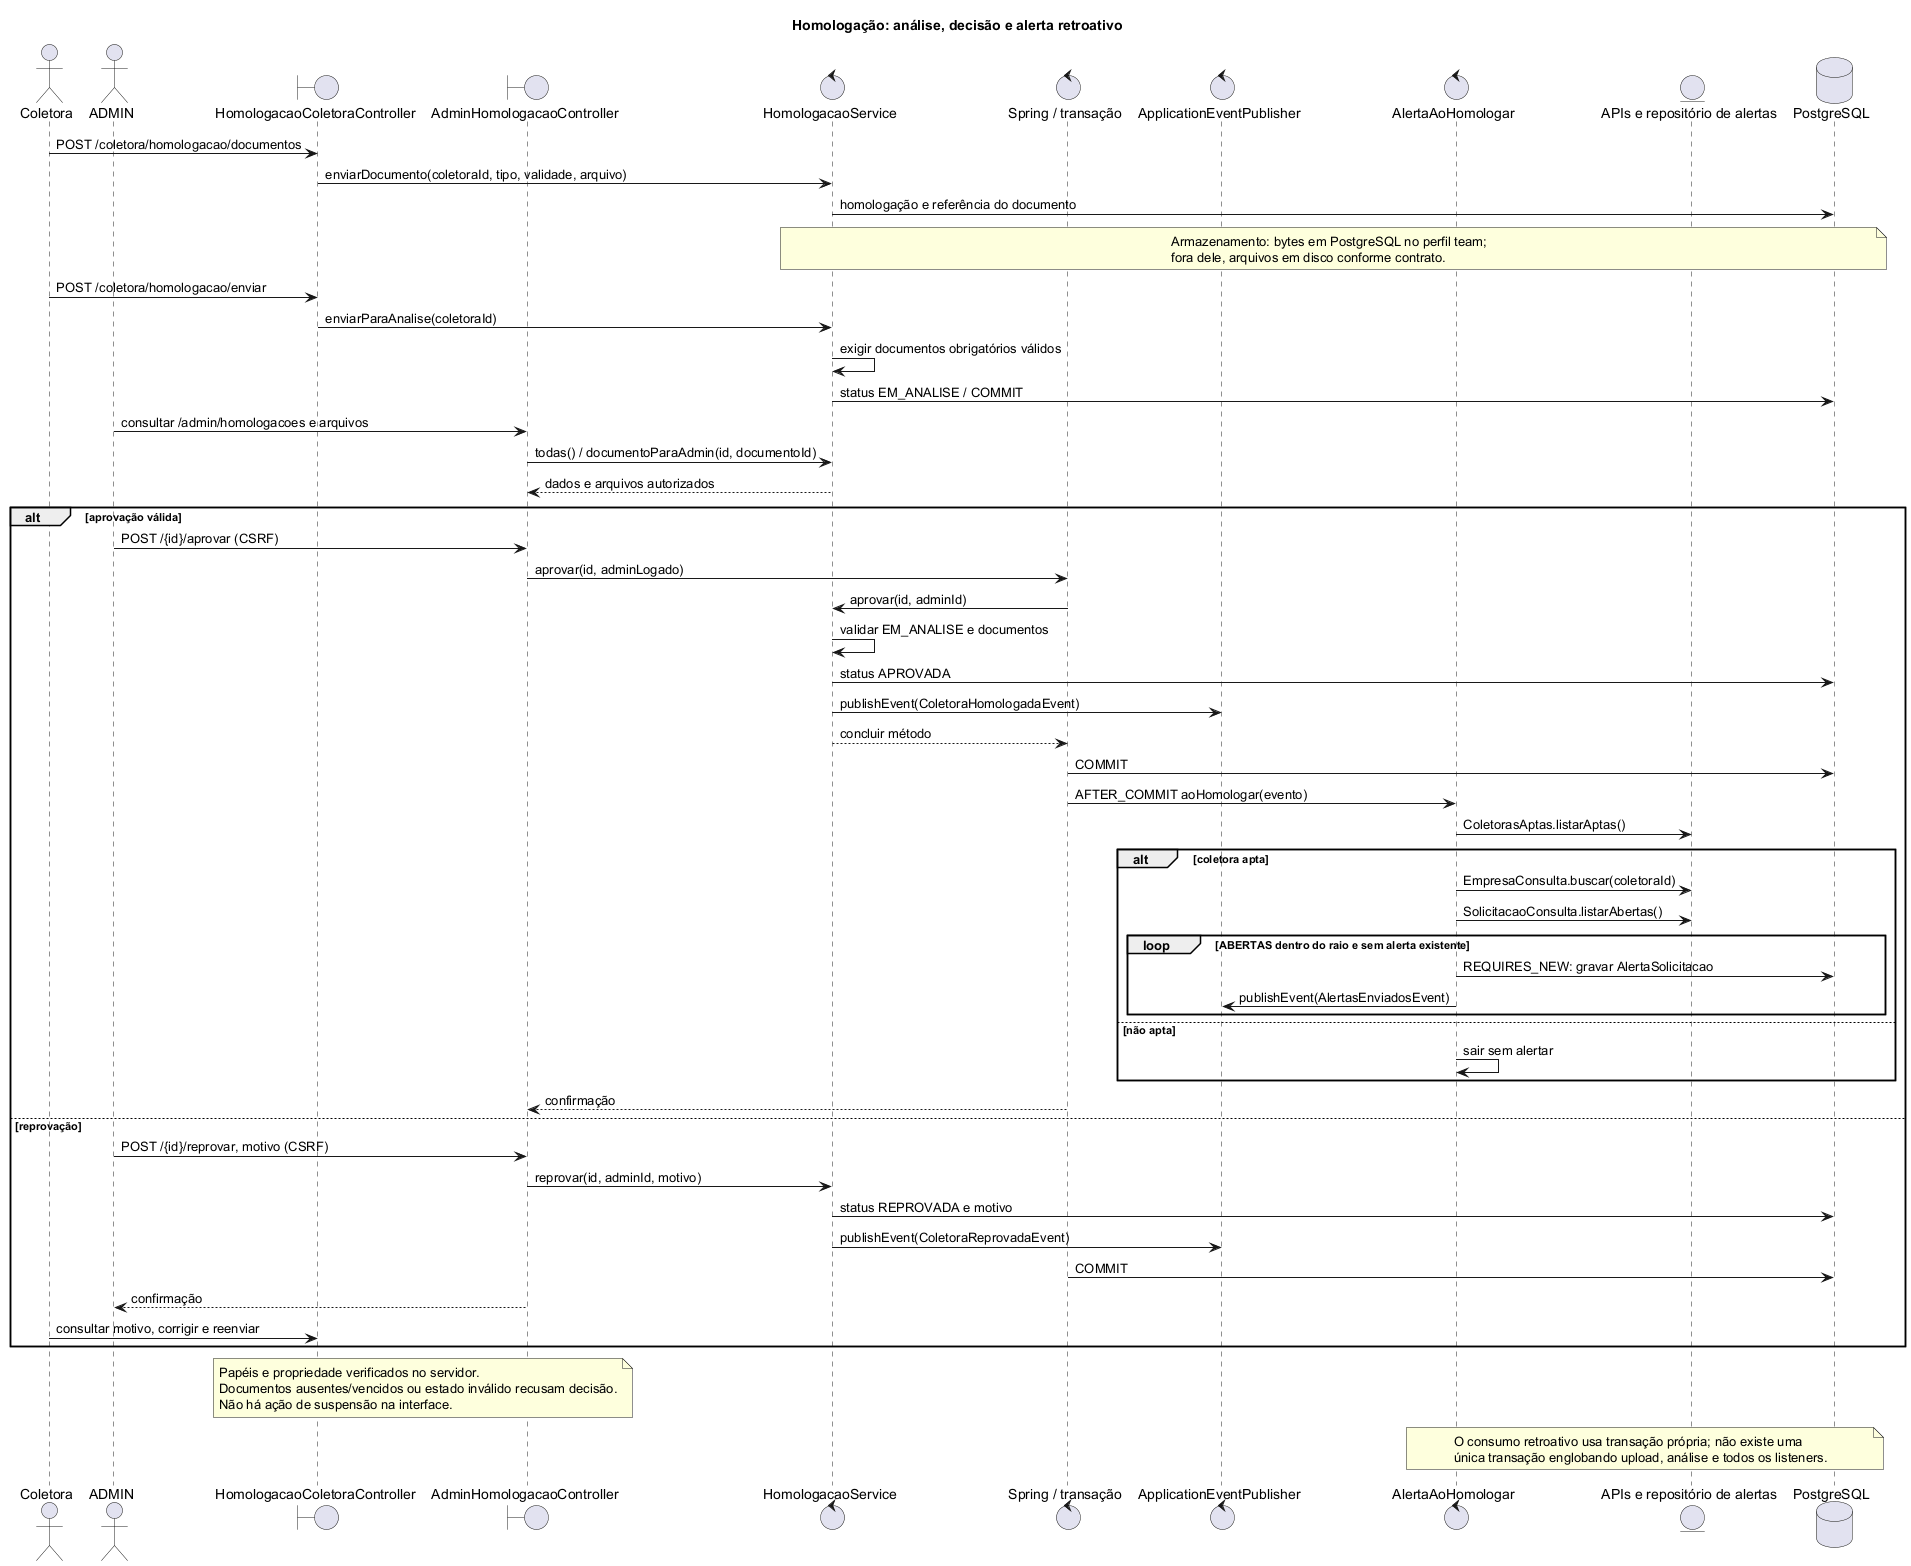 Homologação: análise, decisão e alerta retroativo
Coletora
ADMIN
HomologacaoColetoraController
AdminHomologacaoController
HomologacaoService
Spring / transação
ApplicationEventPublisher
AlertaAoHomologar
APIs e repositório de alertas
PostgreSQL
POST /coletora/homologacao/documentos
enviarDocumento(coletoraId, tipo, validade, arquivo)
homologação e referência do documento
Armazenamento: bytes em PostgreSQL no perfil team;
fora dele, arquivos em disco conforme contrato.
POST /coletora/homologacao/enviar
enviarParaAnalise(coletoraId)
exigir documentos obrigatórios válidos
status EM_ANALISE / COMMIT
consultar /admin/homologacoes e arquivos
todas() / documentoParaAdmin(id, documentoId)
dados e arquivos autorizados
alt [aprovação válida]
POST /{id}/aprovar (CSRF)
aprovar(id, adminLogado)
aprovar(id, adminId)
validar EM_ANALISE e documentos
status APROVADA
publishEvent(ColetoraHomologadaEvent)
concluir método
COMMIT
AFTER_COMMIT aoHomologar(evento)
ColetorasAptas.listarAptas()
alt [coletora apta]
EmpresaConsulta.buscar(coletoraId)
SolicitacaoConsulta.listarAbertas()
loop [ABERTAS dentro do raio e sem alerta existente]
REQUIRES_NEW: gravar AlertaSolicitacao
publishEvent(AlertasEnviadosEvent)
[não apta]
sair sem alertar
confirmação
[reprovação]
POST /{id}/reprovar, motivo (CSRF)
reprovar(id, adminId, motivo)
status REPROVADA e motivo
publishEvent(ColetoraReprovadaEvent)
COMMIT
confirmação
consultar motivo, corrigir e reenviar
Papéis e propriedade verificados no servidor.
Documentos ausentes/vencidos ou estado inválido recusam decisão.
Não há ação de suspensão na interface.
O consumo retroativo usa transação própria; não existe uma
única transação englobando upload, análise e todos os listeners.
Coletora
ADMIN
HomologacaoColetoraController
AdminHomologacaoController
HomologacaoService
Spring / transação
ApplicationEventPublisher
AlertaAoHomologar
APIs e repositório de alertas
PostgreSQL